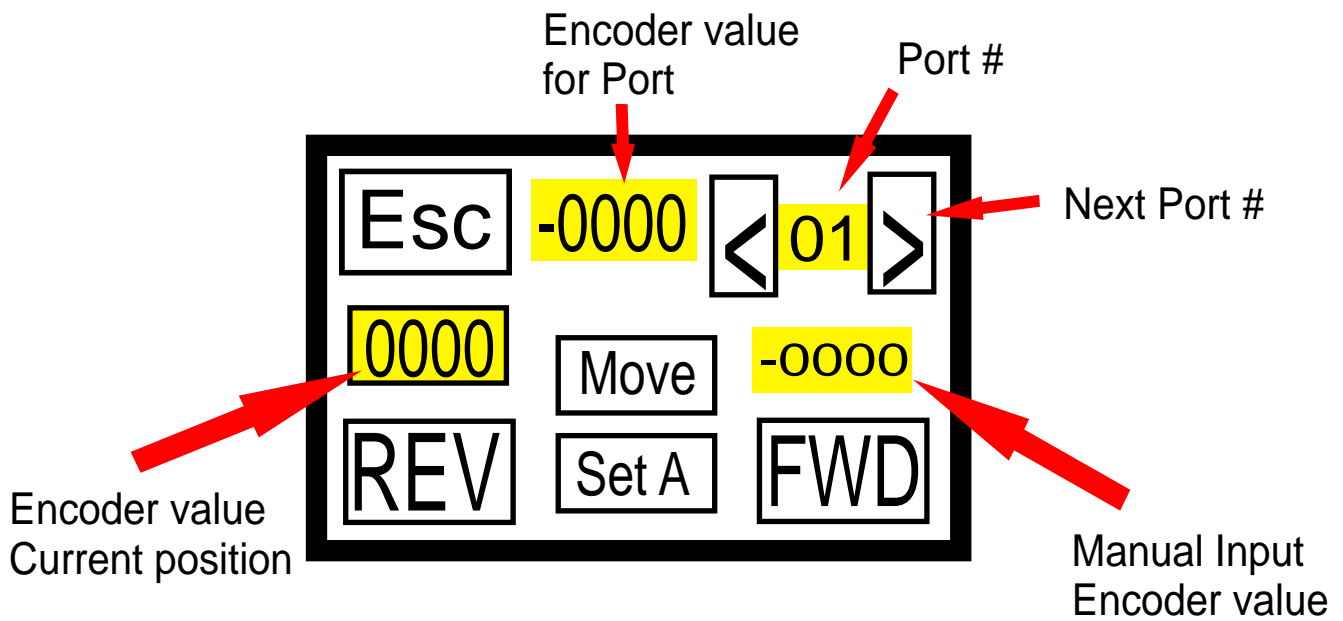 Encoder value
for Port
Port #
Esc
-0000
<
01
>
Next Port #
0000
Move
-0000
REV
Set A
FWD
Encoder value
Current position
Manual Input
Encoder value